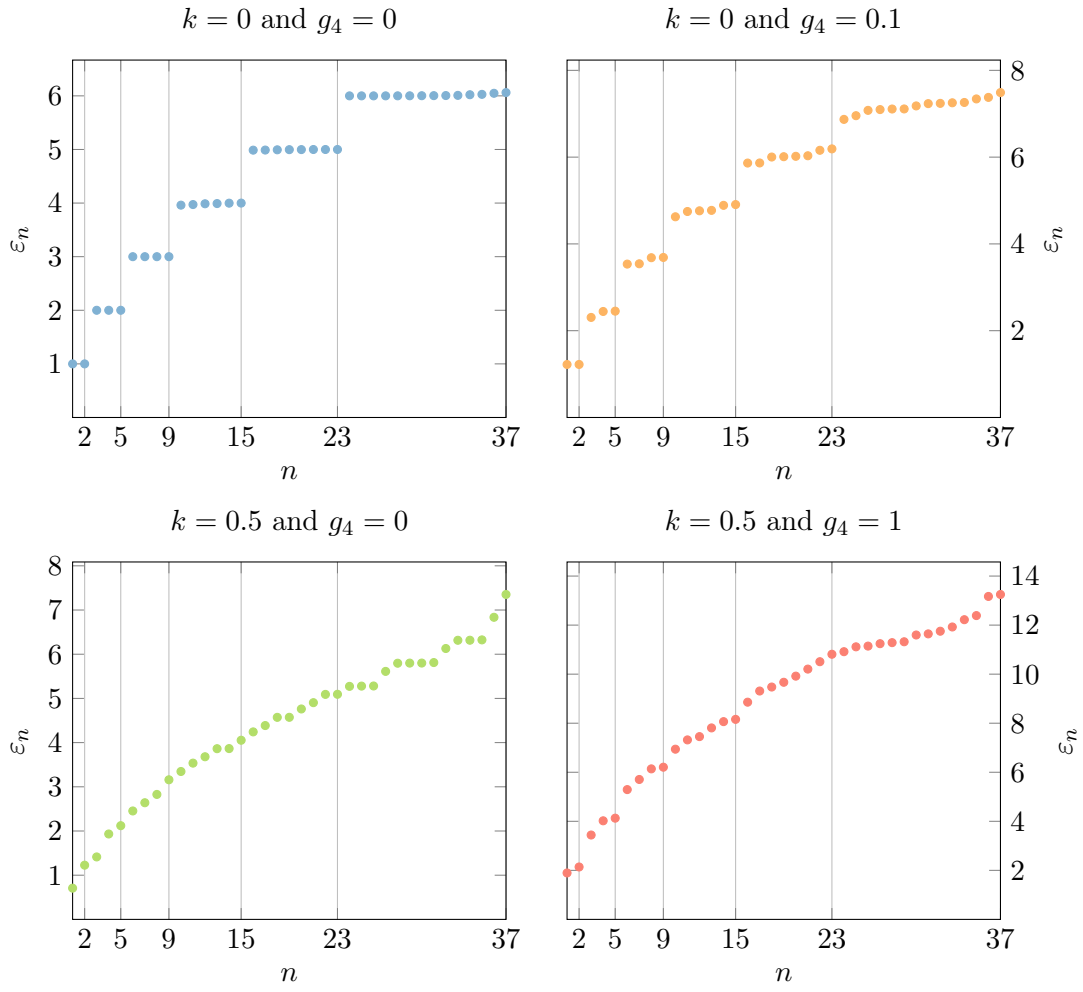 k = 0 and g₄ = 0
6
5
4
3
2
1
εₙ
2 5 9 15 23 37
n
k = 0 and g₄ = 0.1
8
6
4
2
εₙ
2 5 9 15 23 37
n
k = 0.5 and g₄ = 0
8
7
6
5
4
3
2
1
εₙ
2 5 9 15 23 37
n
k = 0.5 and g₄ = 1
14
12
10
8
6
4
2
εₙ
2 5 9 15 23 37
n